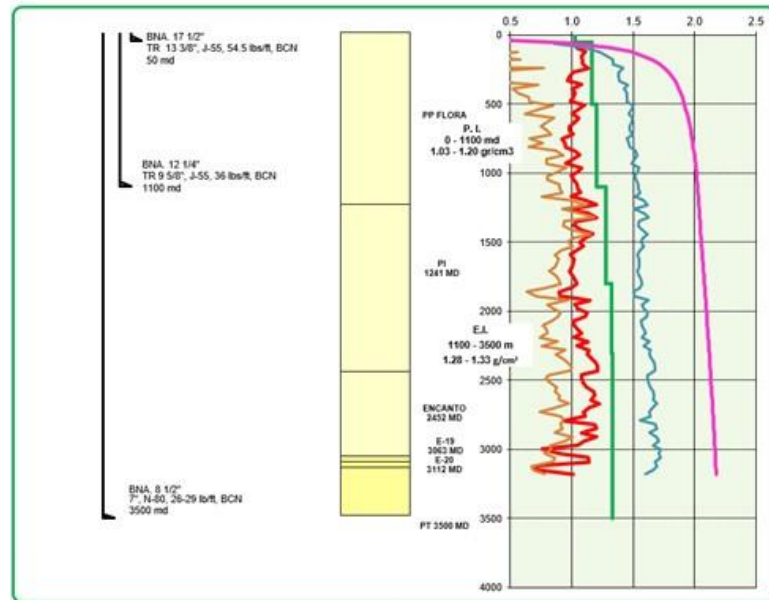 BNA. 17 1/2"
TR 13 3/8", J-55, 54.5 lbs/ft, BCN
50 md
BNA. 12 1/4"
TR 9 5/8", J-55, 36 lbs/ft, BCN
1100 md
BNA. 8 1/2"
7", N-80, 26-29 lb/ft, BCN
3500 md
PP FLORA
P. I.
0 - 1100 md
1.03 - 1.20 gr/cm3
PI
1241 MD
E.I.
1100 - 3500 m
1.28 - 1.33 g/cm³
ENCANTO
2452 MD
E-19
3063 MD
E-20
3112 MD
PT 3500 MD
0.5 1.0 1.5 2.0 2.5
0
500
1000
1500
2000
2500
3000
3500
4000